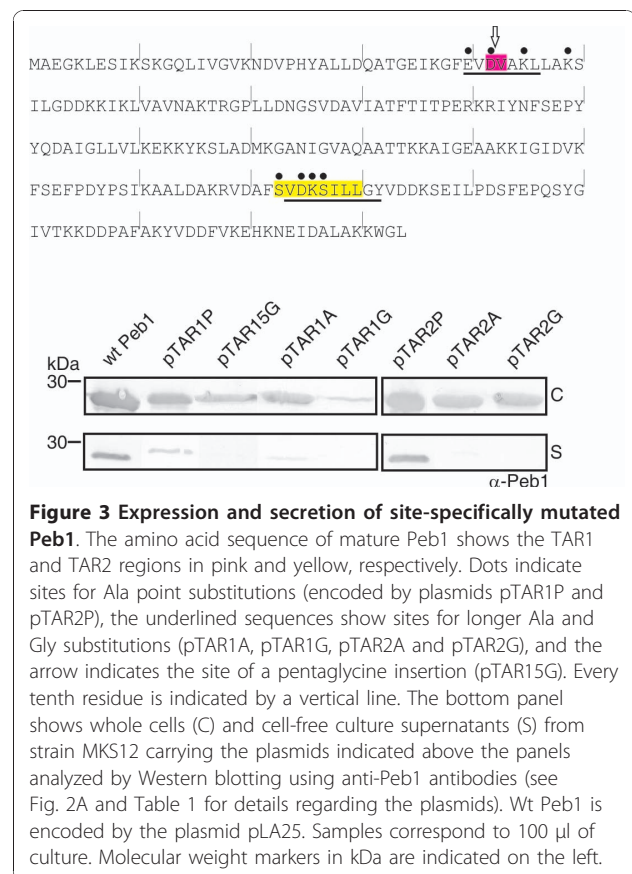 MAEGKLESIKSKGQLIVGVKNDVPHYALLDQATGEIKGFEVDVAKLLAKS
ILGDDKKIKLVAVNAKTRGPLLDNGSVDAVIATFTITPERKRIYNFSEPY
YQDAIGLLVLKEKKYKSLADMKGANIGVAQAATTKKAIGEAAKKIGIDVK
FSEFPDYPSIKAALDAKRVDAFSVDKSILLGYVDDKSEILPDSFEPQSYG
IVTKKDDPAFAKYVDDFVKEHKNEIDALAKKWGL
wt Peb1 pTAR1P pTAR15G pTAR1A pTAR1G pTAR2P pTAR2A pTAR2G
kDa
30
C
30
S
α-Peb1
Figure 3 Expression and secretion of site-specifically mutated
Peb1. The amino acid sequence of mature Peb1 shows the TAR1
and TAR2 regions in pink and yellow, respectively. Dots indicate
sites for Ala point substitutions (encoded by plasmids pTAR1P and
pTAR2P), the underlined sequences show sites for longer Ala and
Gly substitutions (pTAR1A, pTAR1G, pTAR2A and pTAR2G), and the
arrow indicates the site of a pentaglycine insertion (pTAR15G). Every
tenth residue is indicated by a vertical line. The bottom panel
shows whole cells (C) and cell-free culture supernatants (S) from
strain MKS12 carrying the plasmids indicated above the panels
analyzed by Western blotting using anti-Peb1 antibodies (see
Fig. 2A and Table 1 for details regarding the plasmids). Wt Peb1 is
encoded by the plasmid pLA25. Samples correspond to 100 μl of
culture. Molecular weight markers in kDa are indicated on the left.